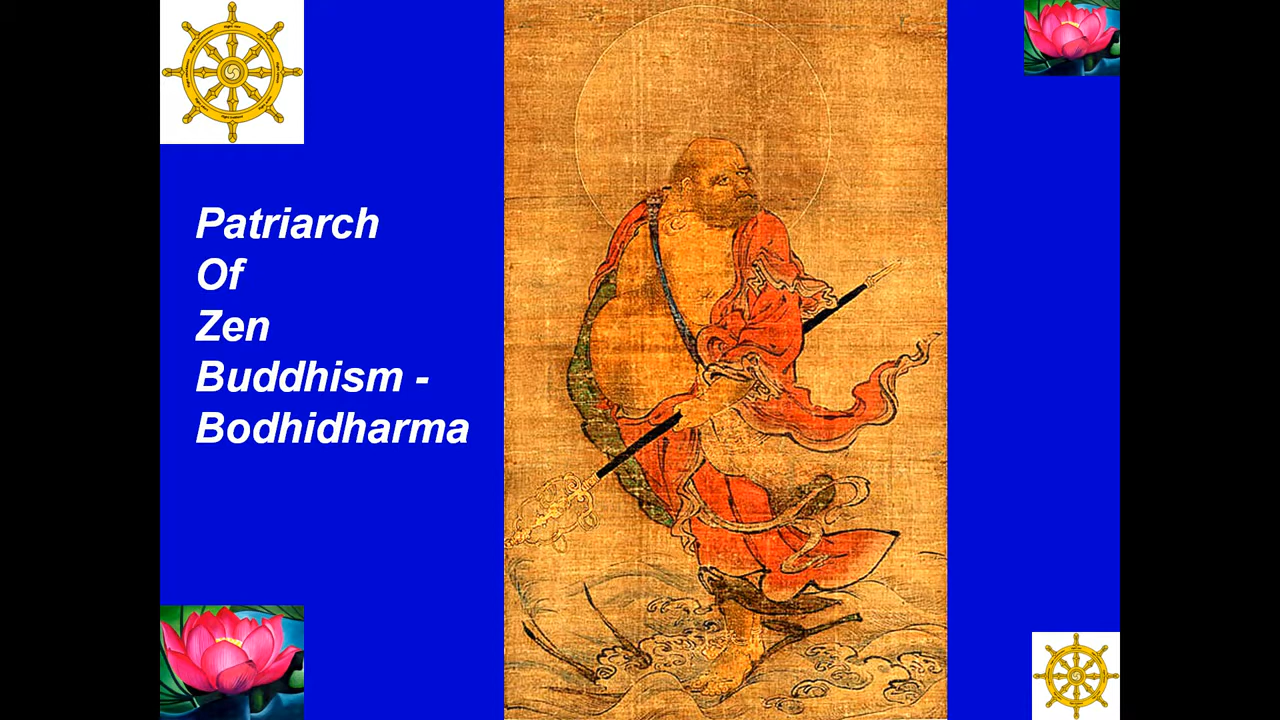 Patriarch
Of
Zen
Buddhism -
Bodhidharma